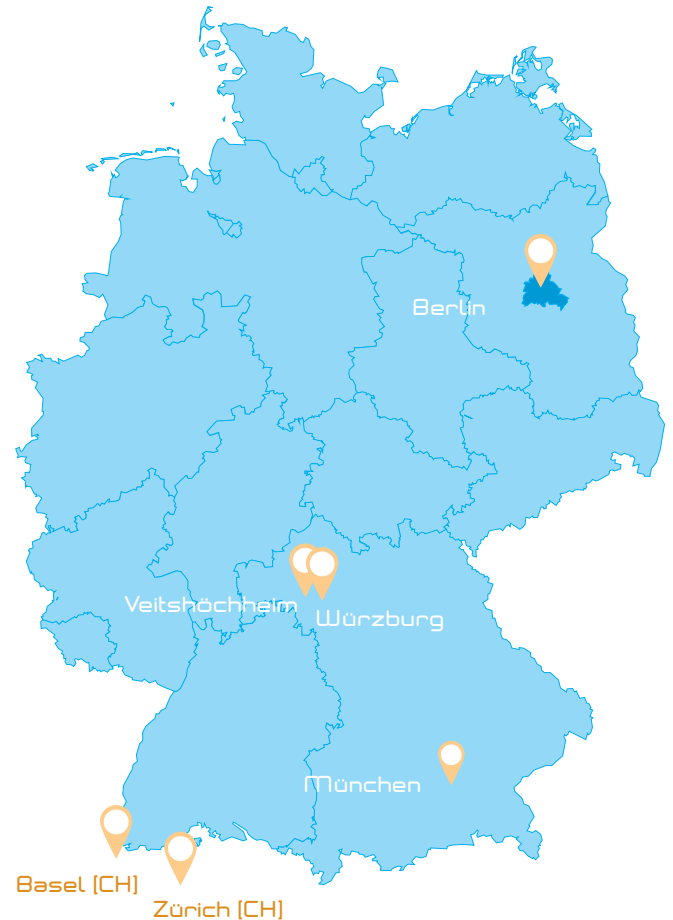 Berlin
Veitshöchheim
Würzburg
München
Basel [CH]
Zürich [CH]